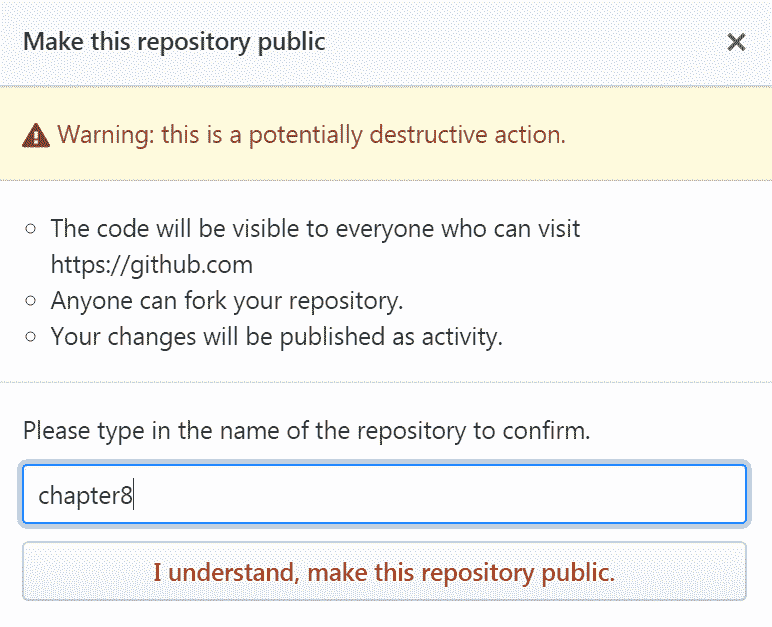 Make this repository public
Warning: this is a potentially destructive action.
The code will be visible to everyone who can visit
https://github.com
Anyone can fork your repository.
Your changes will be published as activity.
Please type in the name of the repository to confirm.
chapter8
I understand, make this repository public.